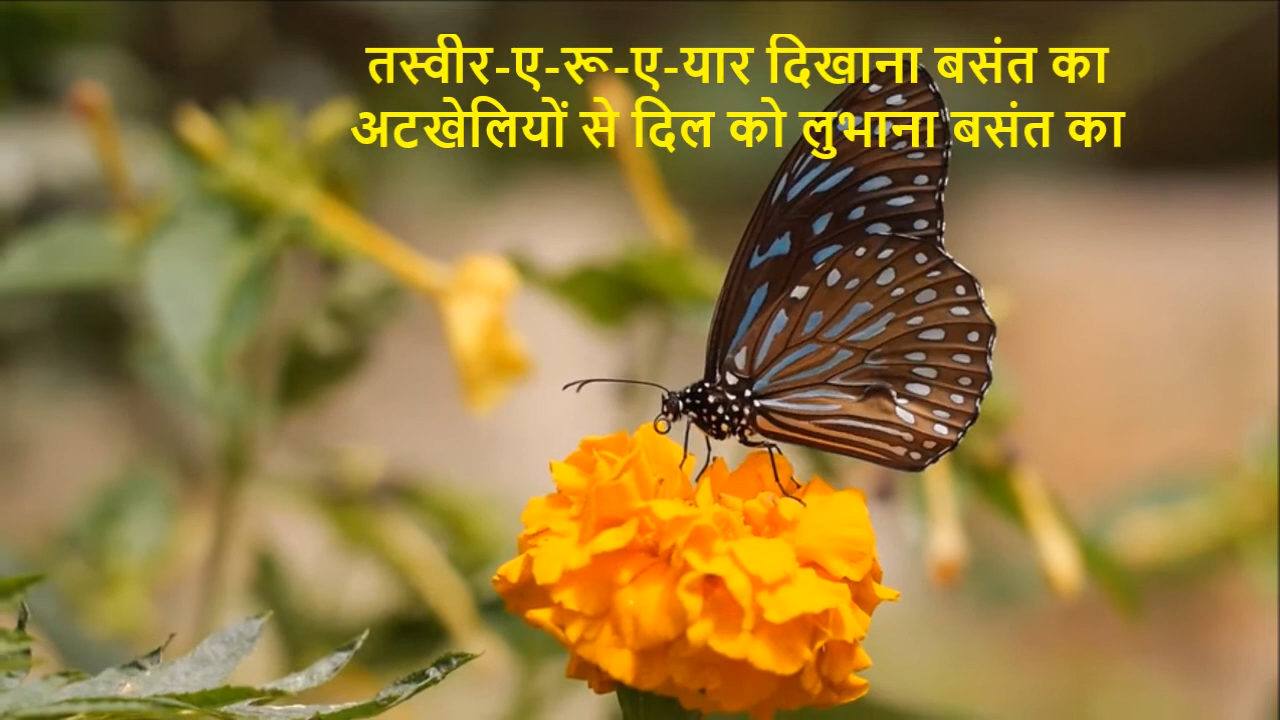 तस्वीर-ए-रू-ए-यार दिखाना बसंत का
अटखेलियों से दिल को लुभाना बसंत का